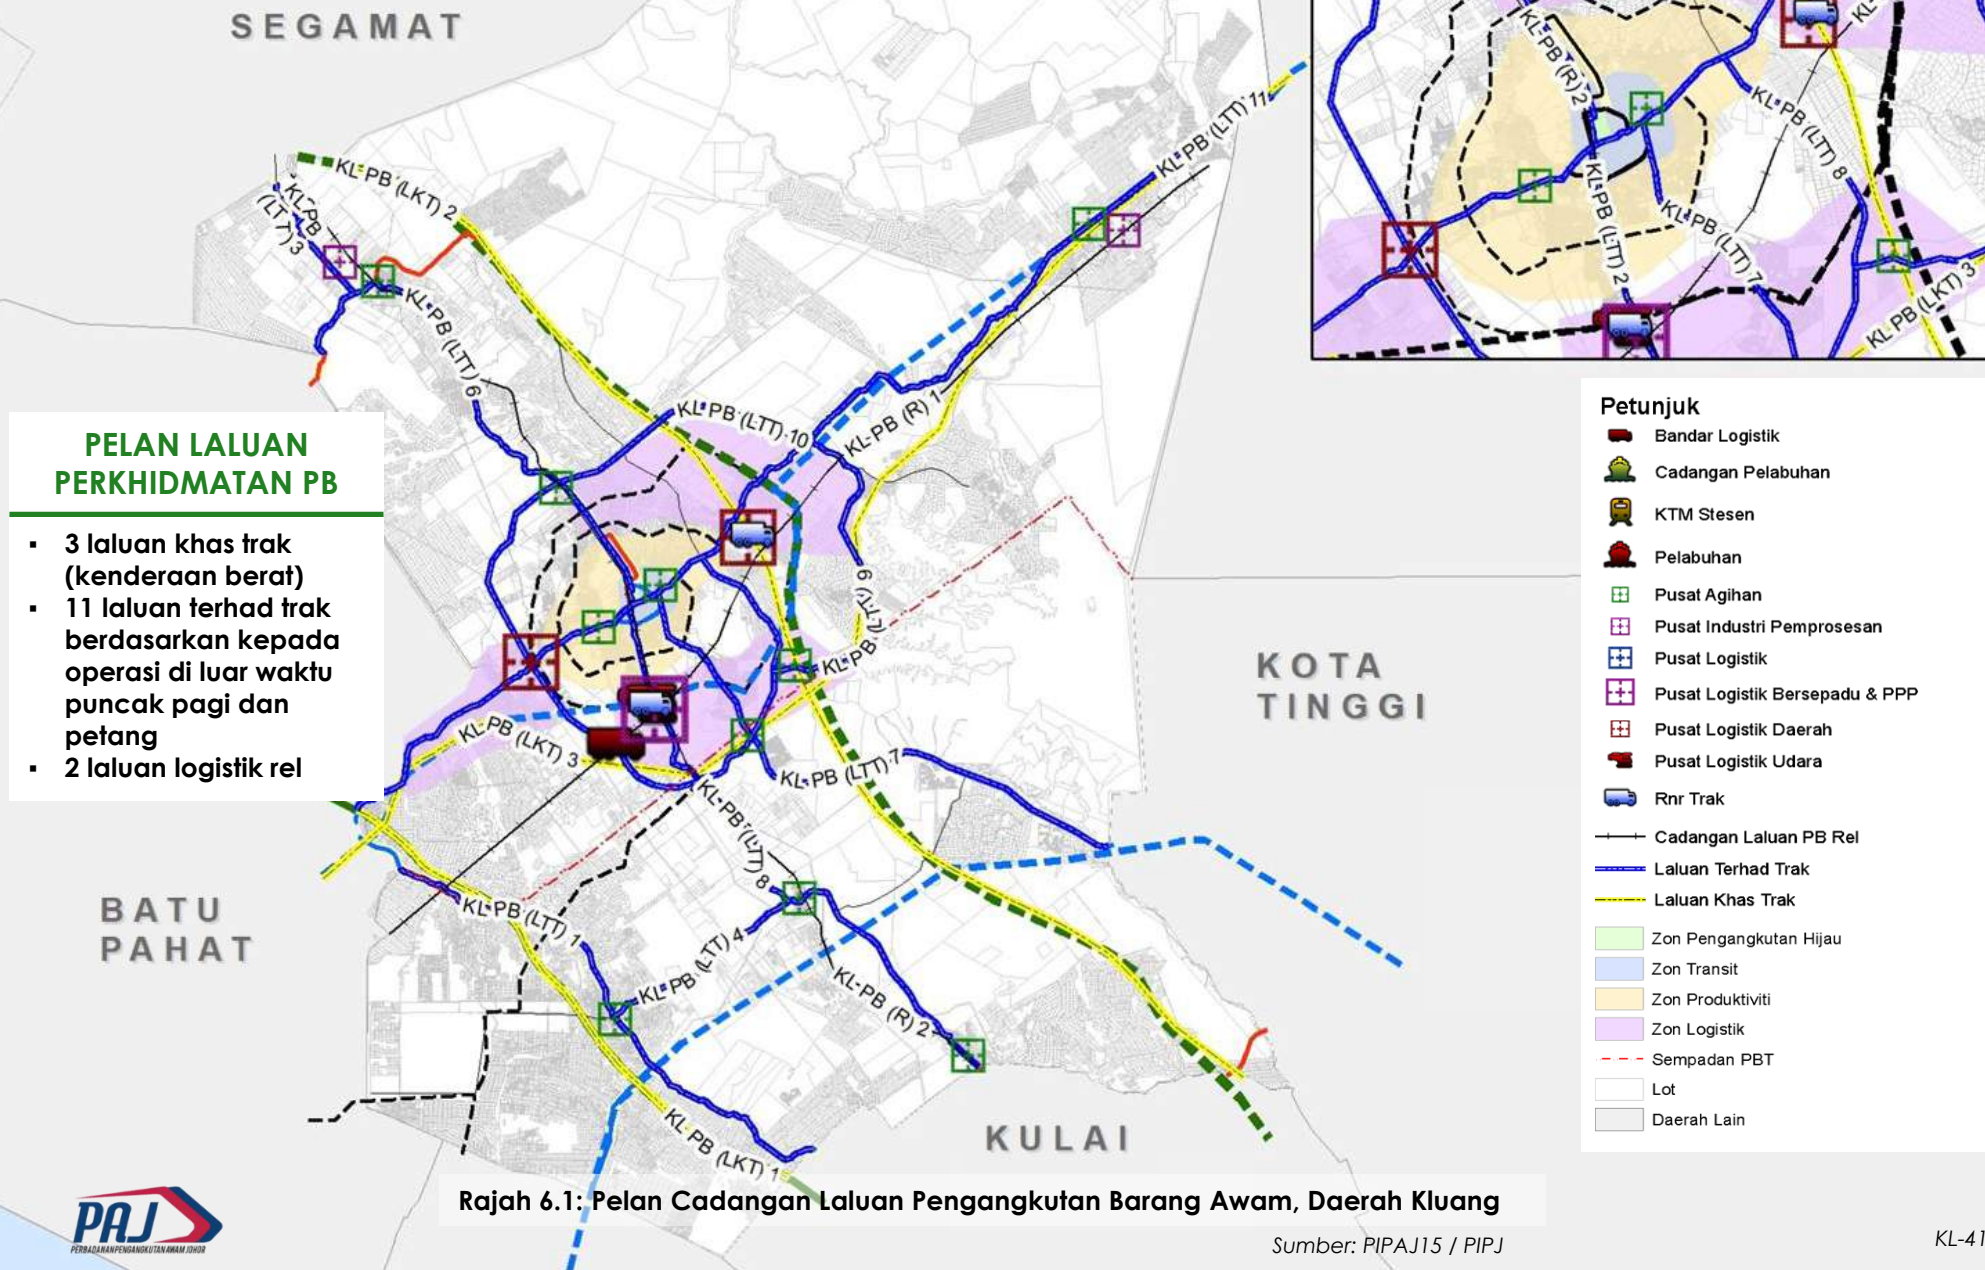 SEGAMAT
KL-PB (LTT) 11
KL-PB (LKT) 2
KL-PB
(LTT) 3
KL-PB (LTT) 6
KL-PB (LTT) 10
KL-PB (R) 1
KL-PB (LTT) 9
KL-PB (LKT) 3
KL-PB (LTT) 7
KL-PB (LTT) 8
KL-PB (LTT) 1
KL-PB (LTT) 4
KL-PB (R) 2
KL-PB (LKT) 1
KOTA
TINGGI
BATU
PAHAT
KULAI
PELAN LALUAN
PERKHIDMATAN PB
▪ 3 laluan khas trak
(kenderaan berat)
▪ 11 laluan terhad trak
berdasarkan kepada
operasi di luar waktu
puncak pagi dan
petang
▪ 2 laluan logistik rel
KL-PB (R) 2
KL-PB (LTT) 8
KL-PB (LTT) 2
KL-PB (LTT) 7
KL-PB (LKT) 3
KL-
Petunjuk
Bandar Logistik
Cadangan Pelabuhan
KTM Stesen
Pelabuhan
Pusat Agihan
Pusat Industri Pemprosesan
Pusat Logistik
Pusat Logistik Bersepadu & PPP
Pusat Logistik Daerah
Pusat Logistik Udara
Rnr Trak
Cadangan Laluan PB Rel
Laluan Terhad Trak
Laluan Khas Trak
Zon Pengangkutan Hijau
Zon Transit
Zon Produktiviti
Zon Logistik
Sempadan PBT
Lot
Daerah Lain
Rajah 6.1: Pelan Cadangan Laluan Pengangkutan Barang Awam, Daerah Kluang
Sumber: PIPAJ15 / PIPJ
PAJ
PERBADANAN PENGANGKUTAN AWAM JOHOR
KL-41